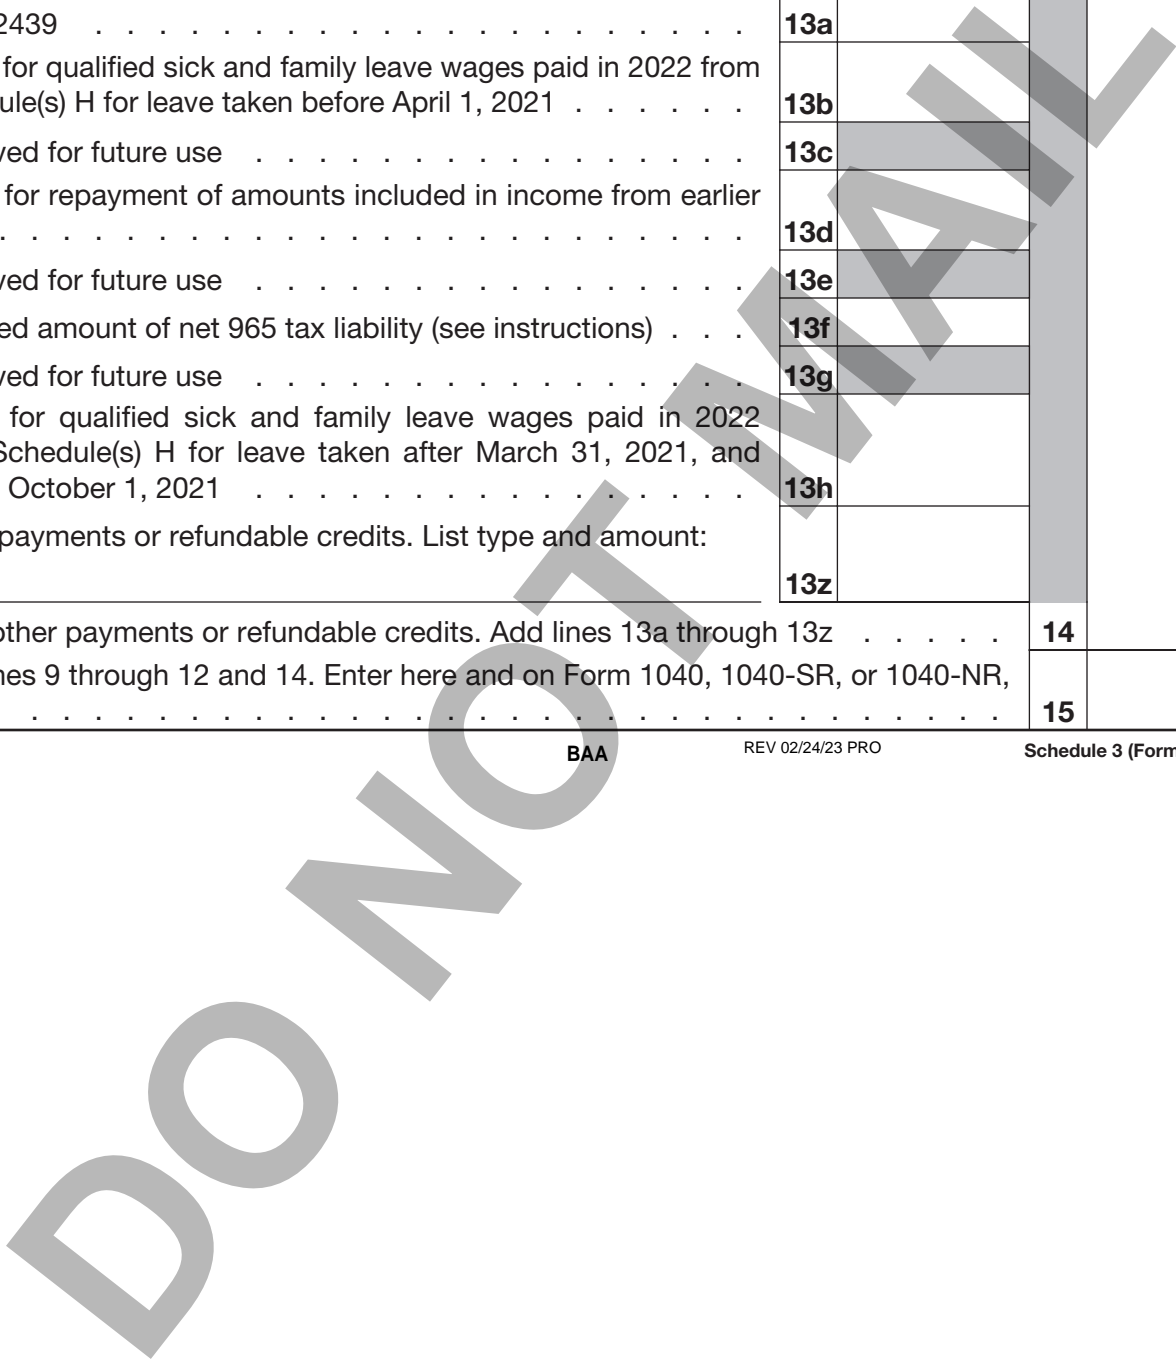 2439 . . . . . . . . . . . . . . . . . . . . . 13a
for qualified sick and family leave wages paid in 2022 from
ule(s) H for leave taken before April 1, 2021 . . . . . . 13b
ved for future use . . . . . . . . . . . . . . . . 13c
for repayment of amounts included in income from earlier
. . . . . . . . . . . . . . . . . . . . . . . . 13d
ved for future use . . . . . . . . . . . . . . . . 13e
ed amount of net 965 tax liability (see instructions) . . . 13f
ved for future use . . . . . . . . . . . . . . . . 13g
for qualified sick and family leave wages paid in 2022
Schedule(s) H for leave taken after March 31, 2021, and
October 1, 2021 . . . . . . . . . . . . . . . . 13h
payments or refundable credits. List type and amount:
13z
other payments or refundable credits. Add lines 13a through 13z . . . . . 14
nes 9 through 12 and 14. Enter here and on Form 1040, 1040-SR, or 1040-NR,
. . . . . . . . . . . . . . . . . . . . . . . . . . . . . . . 15
BAA REV 02/24/23 PRO Schedule 3 (Form
DO NOT MAIL